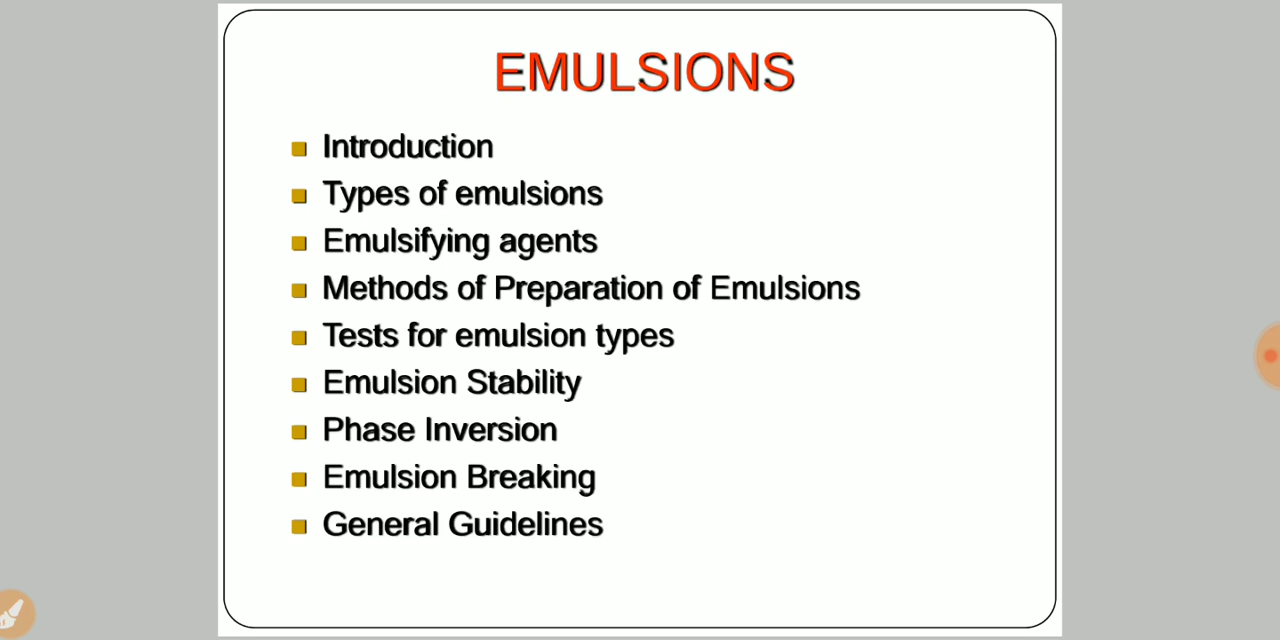 EMULSIONS
Introduction
Types of emulsions
Emulsifying agents
Methods of Preparation of Emulsions
Tests for emulsion types
Emulsion Stability
Phase Inversion
Emulsion Breaking
General Guidelines